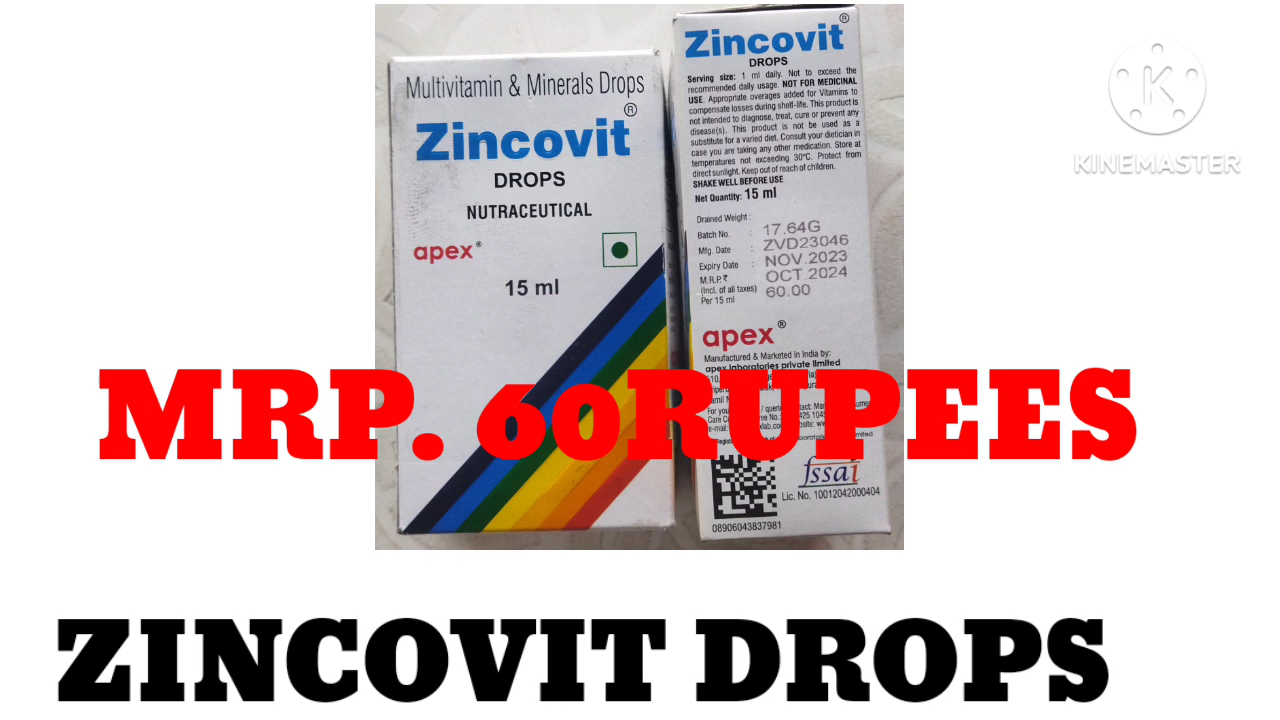 Multivitamin & Minerals Drops
Zincovit®
DROPS
NUTRACEUTICAL
apex®
15 ml
Zincovit®
DROPS
Serving size: 1 ml daily. Not to exceed the
recommended daily usage. NOT FOR MEDICINAL
USE. Appropriate overages added for Vitamins to
compensate losses during shelf-life. This product is
not intended to diagnose, treat, cure or prevent any
disease(s). This product is not be used as a
substitute for a varied diet. Consult your dietician in
case you are taking any other medication. Store at
temperatures not exceeding 30°C. Protect from
direct sunlight. Keep out of reach of children.
SHAKE WELL BEFORE USE
Net Quantity: 15 ml
Drained Weight :
Batch No. : 17.64G
Mfg. Date : ZVD23046
Expiry Date : NOV.2023
M.R.P.₹ OCT 2024
(Incl. of all taxes) 60.00
Per 15 ml
apex®
Manufactured & Marketed in India by:
apex laboratories private limited
fssai
Lic. No. 10012042000404
08906043837981
K
KINEMASTER
MRP. 60RUPEES
ZINCOVIT DROPS